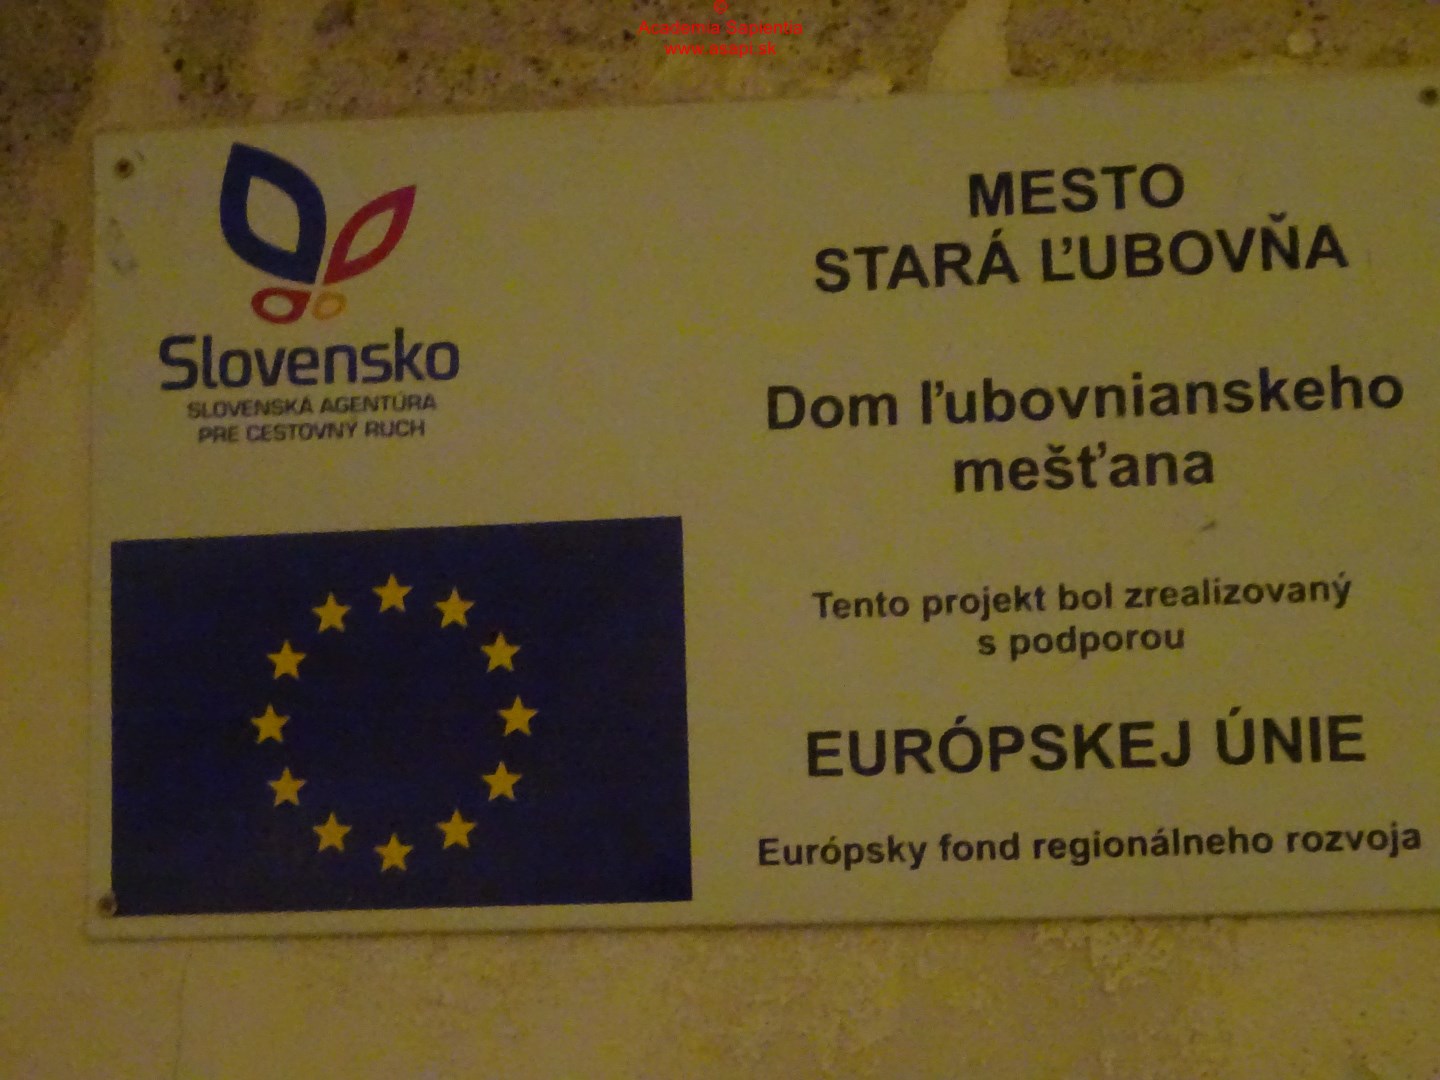 ©
Academia Sapientia
www.asapi.sk
Slovensko
SLOVENSKÁ AGENTÚRA
PRE CESTOVNÝ RUCH
MESTO
STARÁ ĽUBOVŇA
Dom ľubovnianskeho
mešťana
Tento projekt bol zrealizovaný
s podporou
EURÓPSKEJ ÚNIE
Európsky fond regionálneho rozvoja